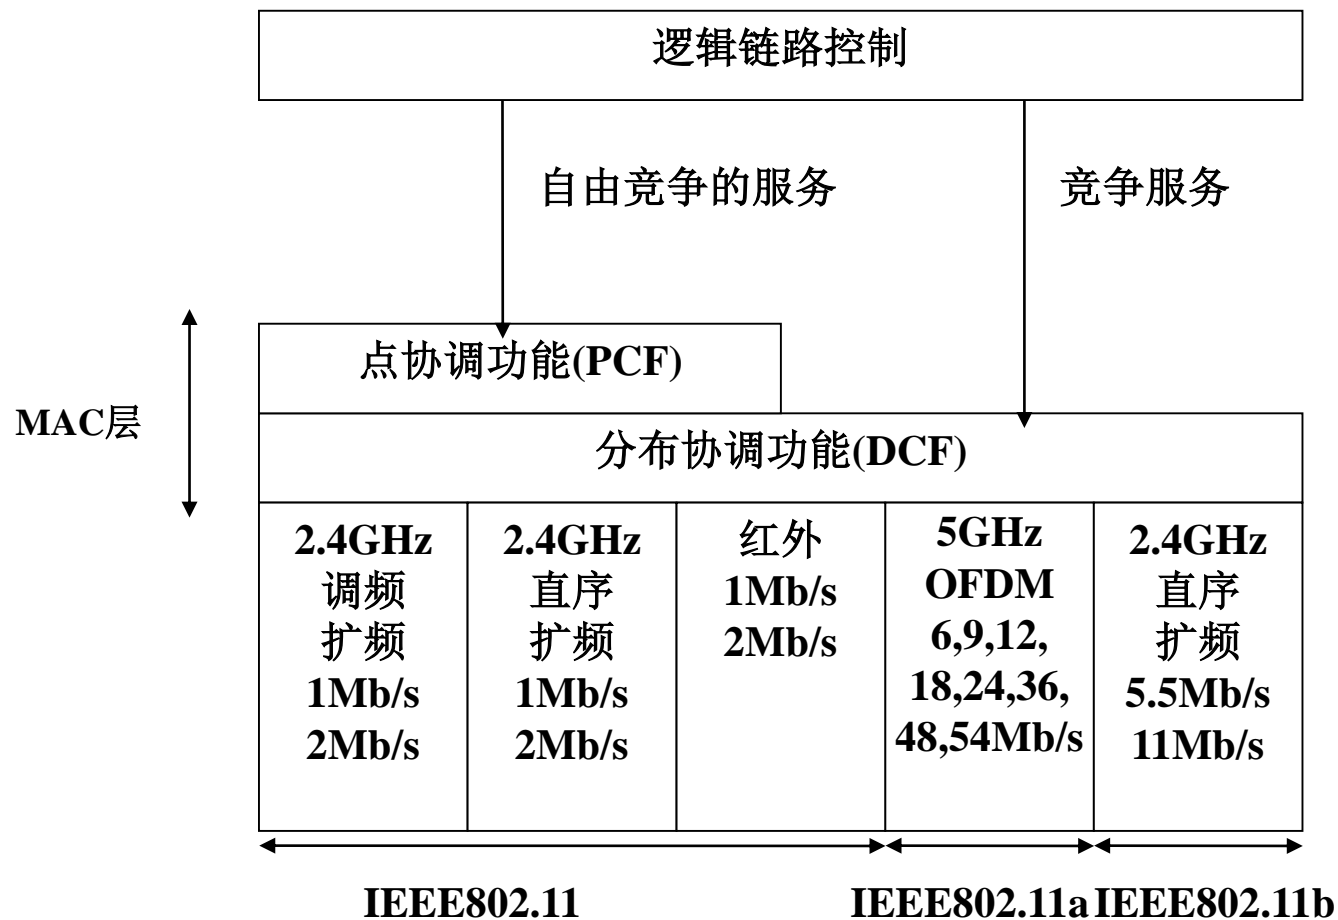 逻辑链路控制
自由竞争的服务
竞争服务
点协调功能(PCF)
MAC层
分布协调功能(DCF)
2.4GHz
调频
扩频
1Mb/s
2Mb/s
2.4GHz
直序
扩频
1Mb/s
2Mb/s
红外
1Mb/s
2Mb/s
5GHz
OFDM
6,9,12,
18,24,36,
48,54Mb/s
2.4GHz
直序
扩频
5.5Mb/s
11Mb/s
IEEE802.11
IEEE802.11a
IEEE802.11b